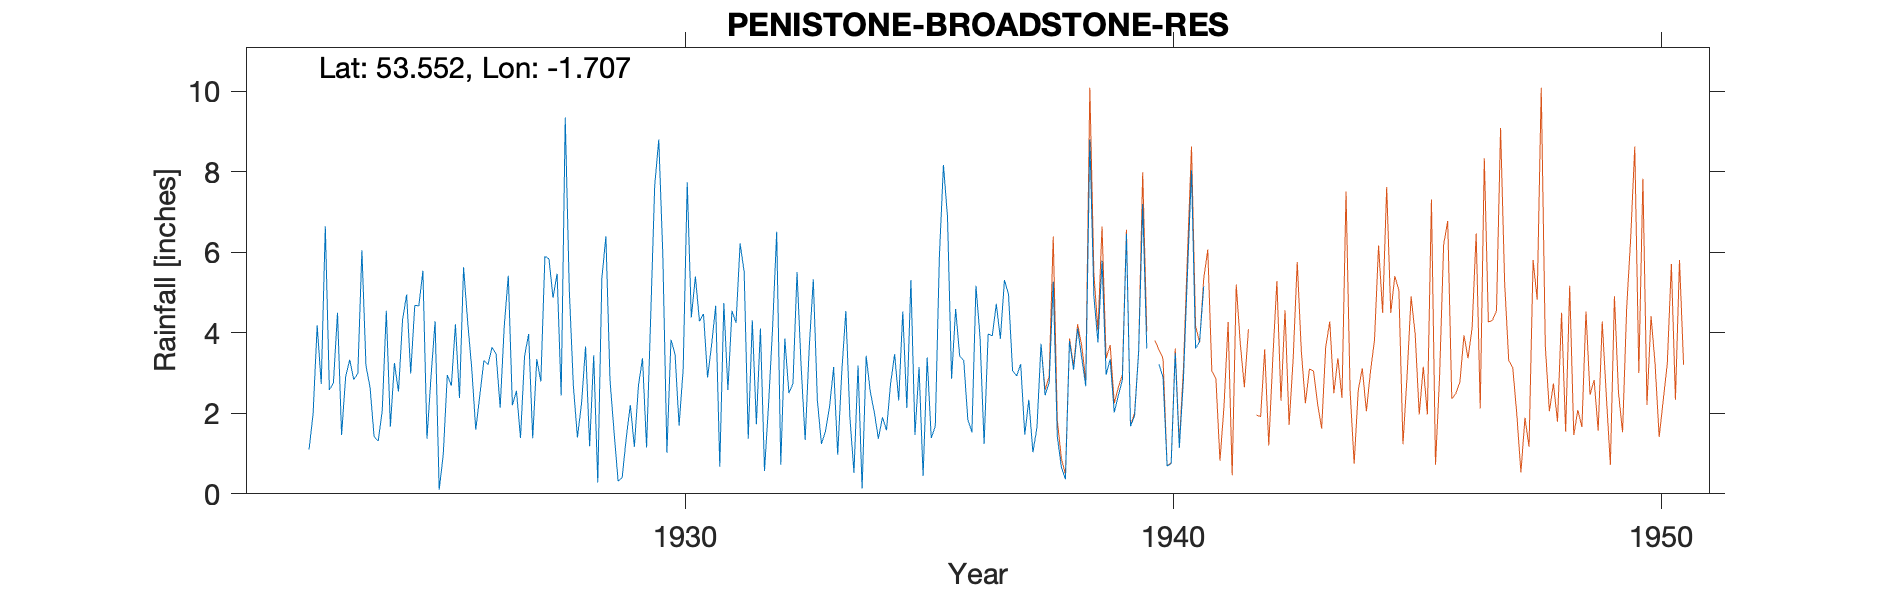 PENISTONE-BROADSTONE-RES
Lat: 53.552, Lon: -1.707
10
8
6
4
2
0
Rainfall [inches]
1930
1940
1950
Year